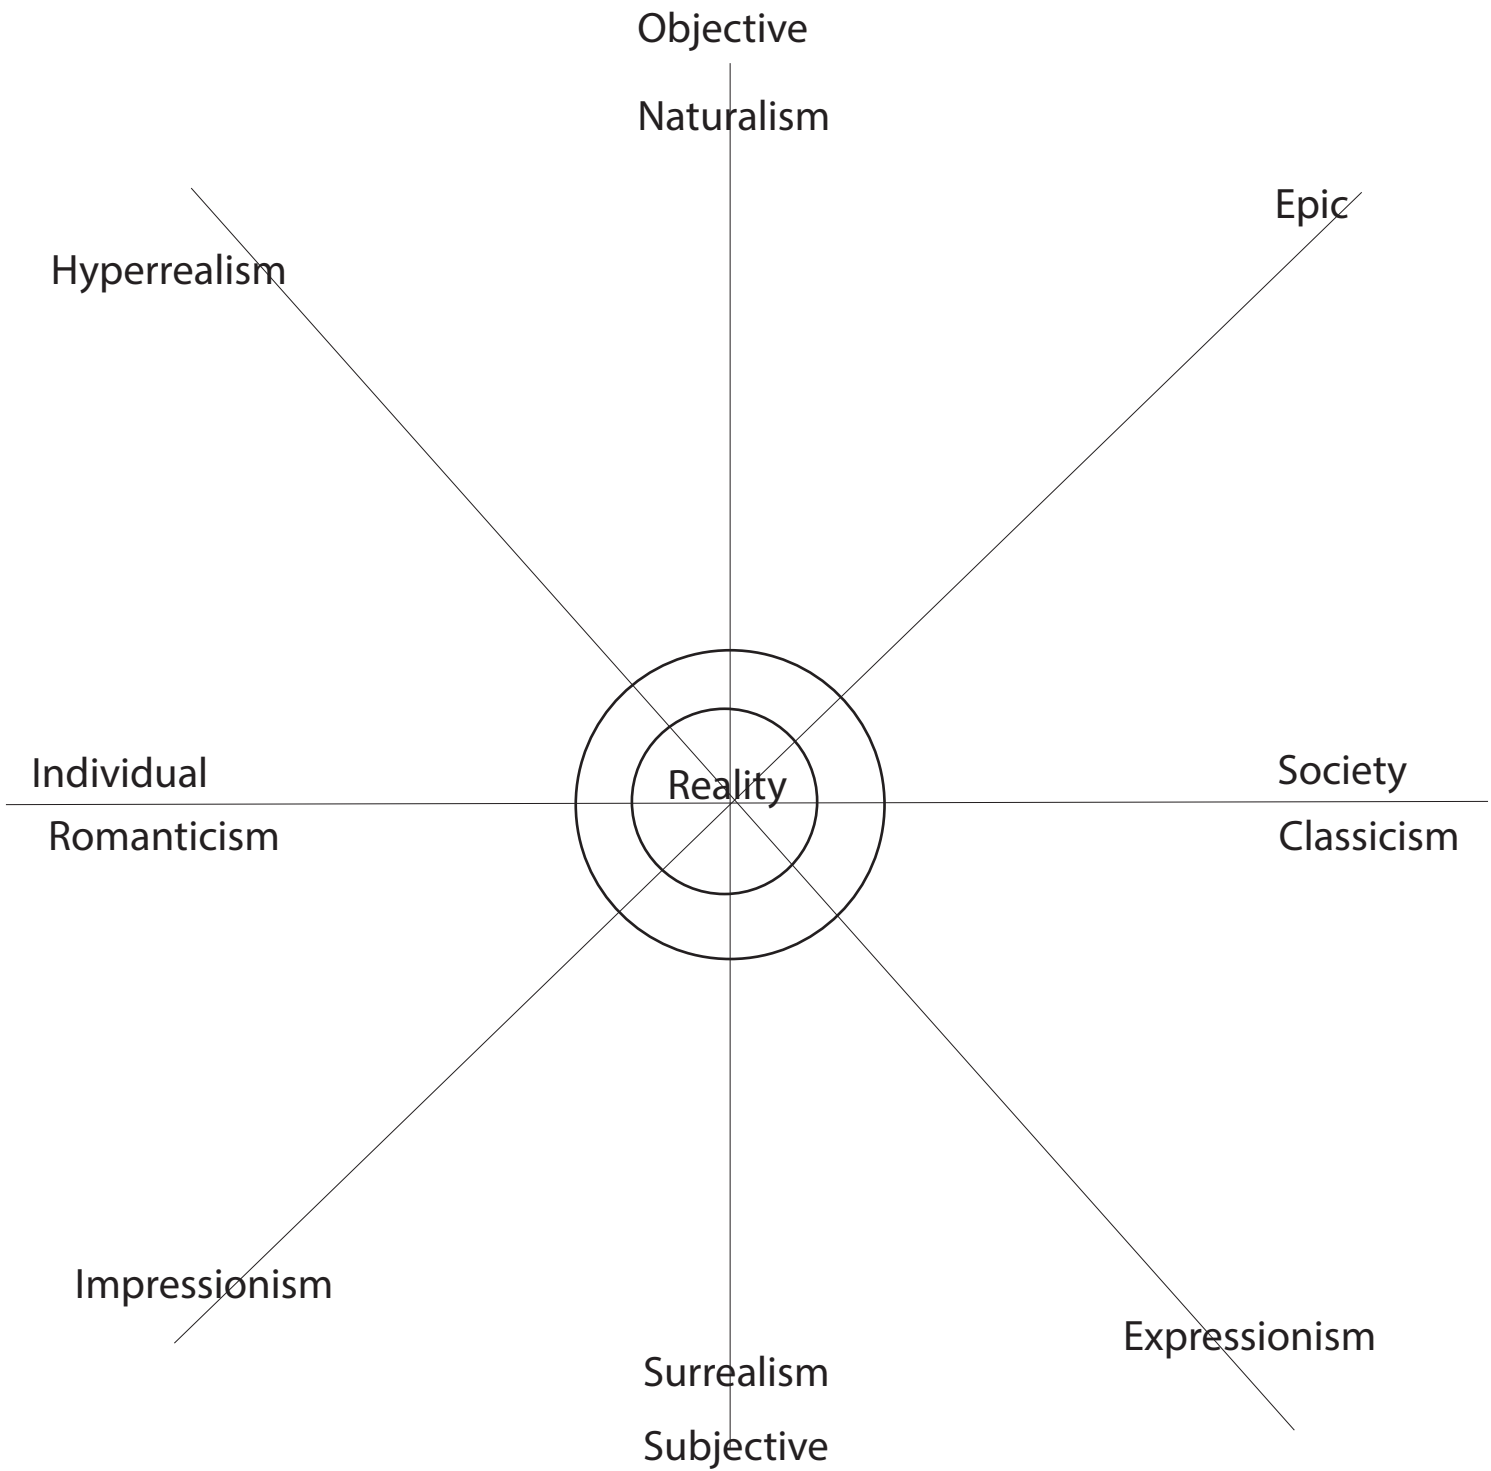 Objective
Naturalism
Epic
Hyperrealism
Individual
Reality
Society
Romanticism
Classicism
Impressionism
Expressionism
Surrealism
Subjective